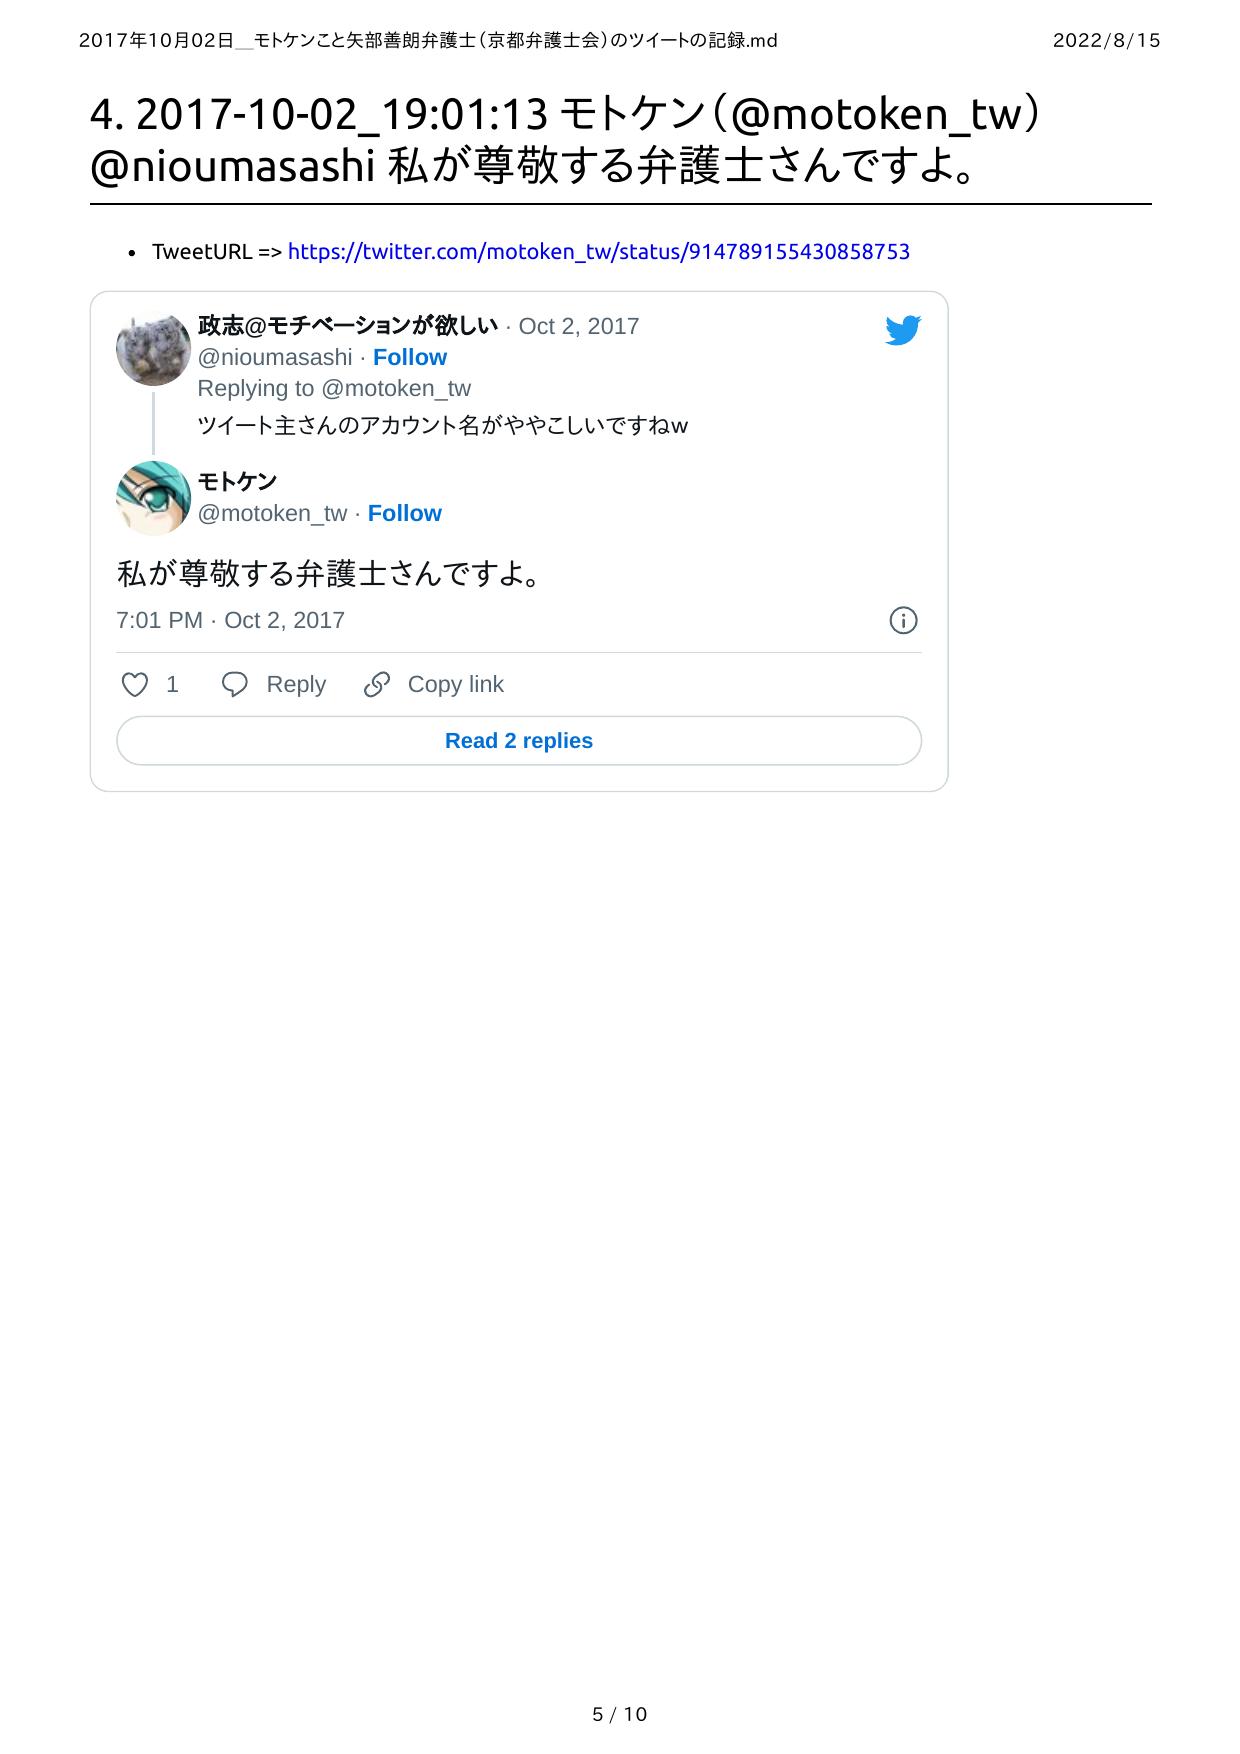 2017年10月02日__モトケンこと矢部善朗弁護士（京都弁護士会）のツイートの記録.md
2022/8/15
4. 2017-10-02_19:01:13 モトケン（@motoken_tw）
@nioumasashi 私が尊敬する弁護士さんですよ。
• TweetURL => https://twitter.com/motoken_tw/status/914789155430858753
政志@モチベーションが欲しい · Oct 2, 2017
@nioumasashi · Follow
Replying to @motoken_tw
ツイート主さんのアカウント名がややこしいですねw
モトケン
@motoken_tw · Follow
私が尊敬する弁護士さんですよ。
7:01 PM · Oct 2, 2017
1 Reply Copy link
Read 2 replies
5 / 10